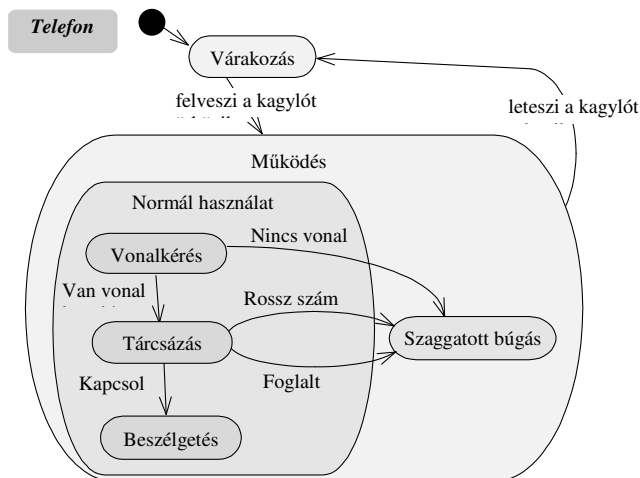 Telefon
Várakozás
felveszi a kagylót
leteszi a kagylót
Működés
Normál használat
Vonalkérés
Nincs vonal
Van vonal
Rossz szám
Tárcsázás
Szaggatott búgás
Kapcsol
Foglalt
Beszélgetés